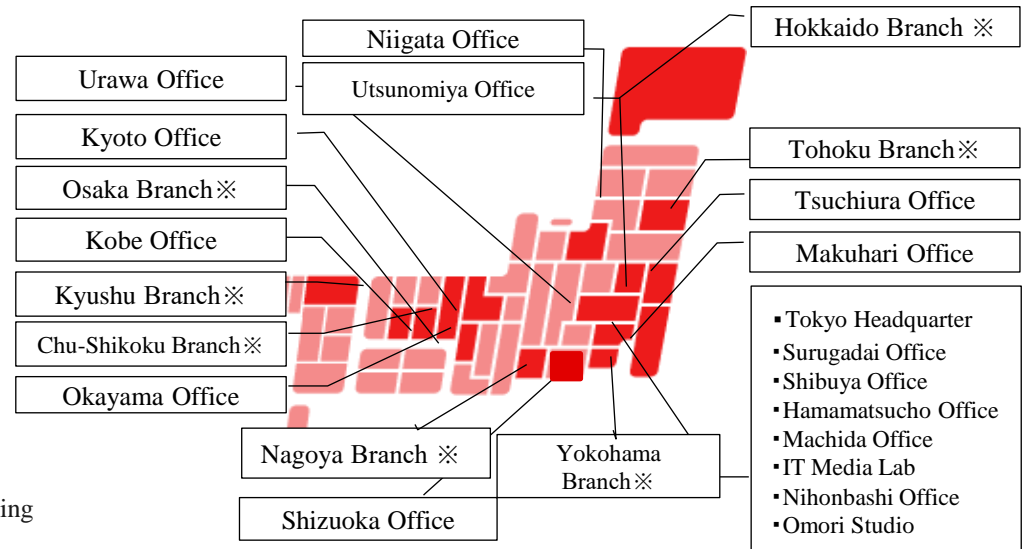 Niigata Office
Hokkaido Branch ※
Urawa Office
Utsunomiya Office
Kyoto Office
Tohoku Branch※
Osaka Branch※
Tsuchiura Office
Kobe Office
Makuhari Office
Kyushu Branch※
Chu-Shikoku Branch※
Okayama Office
▪Tokyo Headquarter
▪Surugadai Office
▪Shibuya Office
▪Hamamatsucho Office
▪Machida Office
▪IT Media Lab
▪Nihonbashi Office
▪Omori Studio
Nagoya Branch ※
Yokohama
Branch※
Shizuoka Office
ing